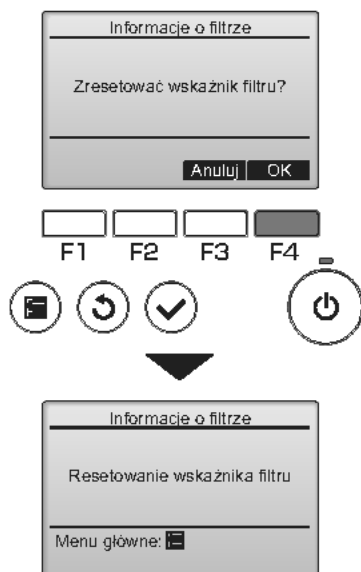 Informacje o filtrze
Zresetować wskaźnik filtru?
Anuluj OK
F1 F2 F3 F4
Informacje o filtrze
Resetowanie wskaźnika filtru
Menu główne: